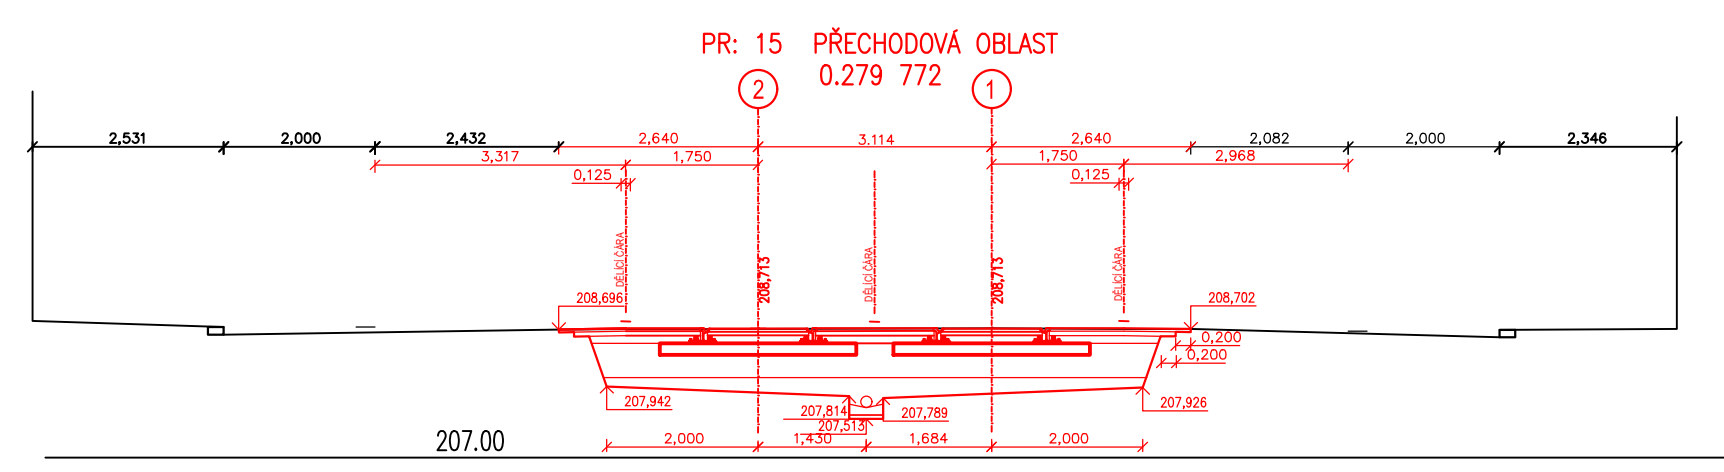 PR: 15 PŘECHODOVÁ OBLAST
0.279 772
2 1
2,531 2,000 2,432 2,640 3.114 2,640 2,082 2,000 2,346
3,317 1,750 1,750 2,968
0,125 0,125
DĚLÍCÍ ČÁRA
208,713
DĚLÍCÍ ČÁRA
208,713
DĚLÍCÍ ČÁRA
208,696 208,702
0,200
0,200
207,942 207,814 207,789 207,926
207,513
207.00 2,000 1,430 1,684 2,000